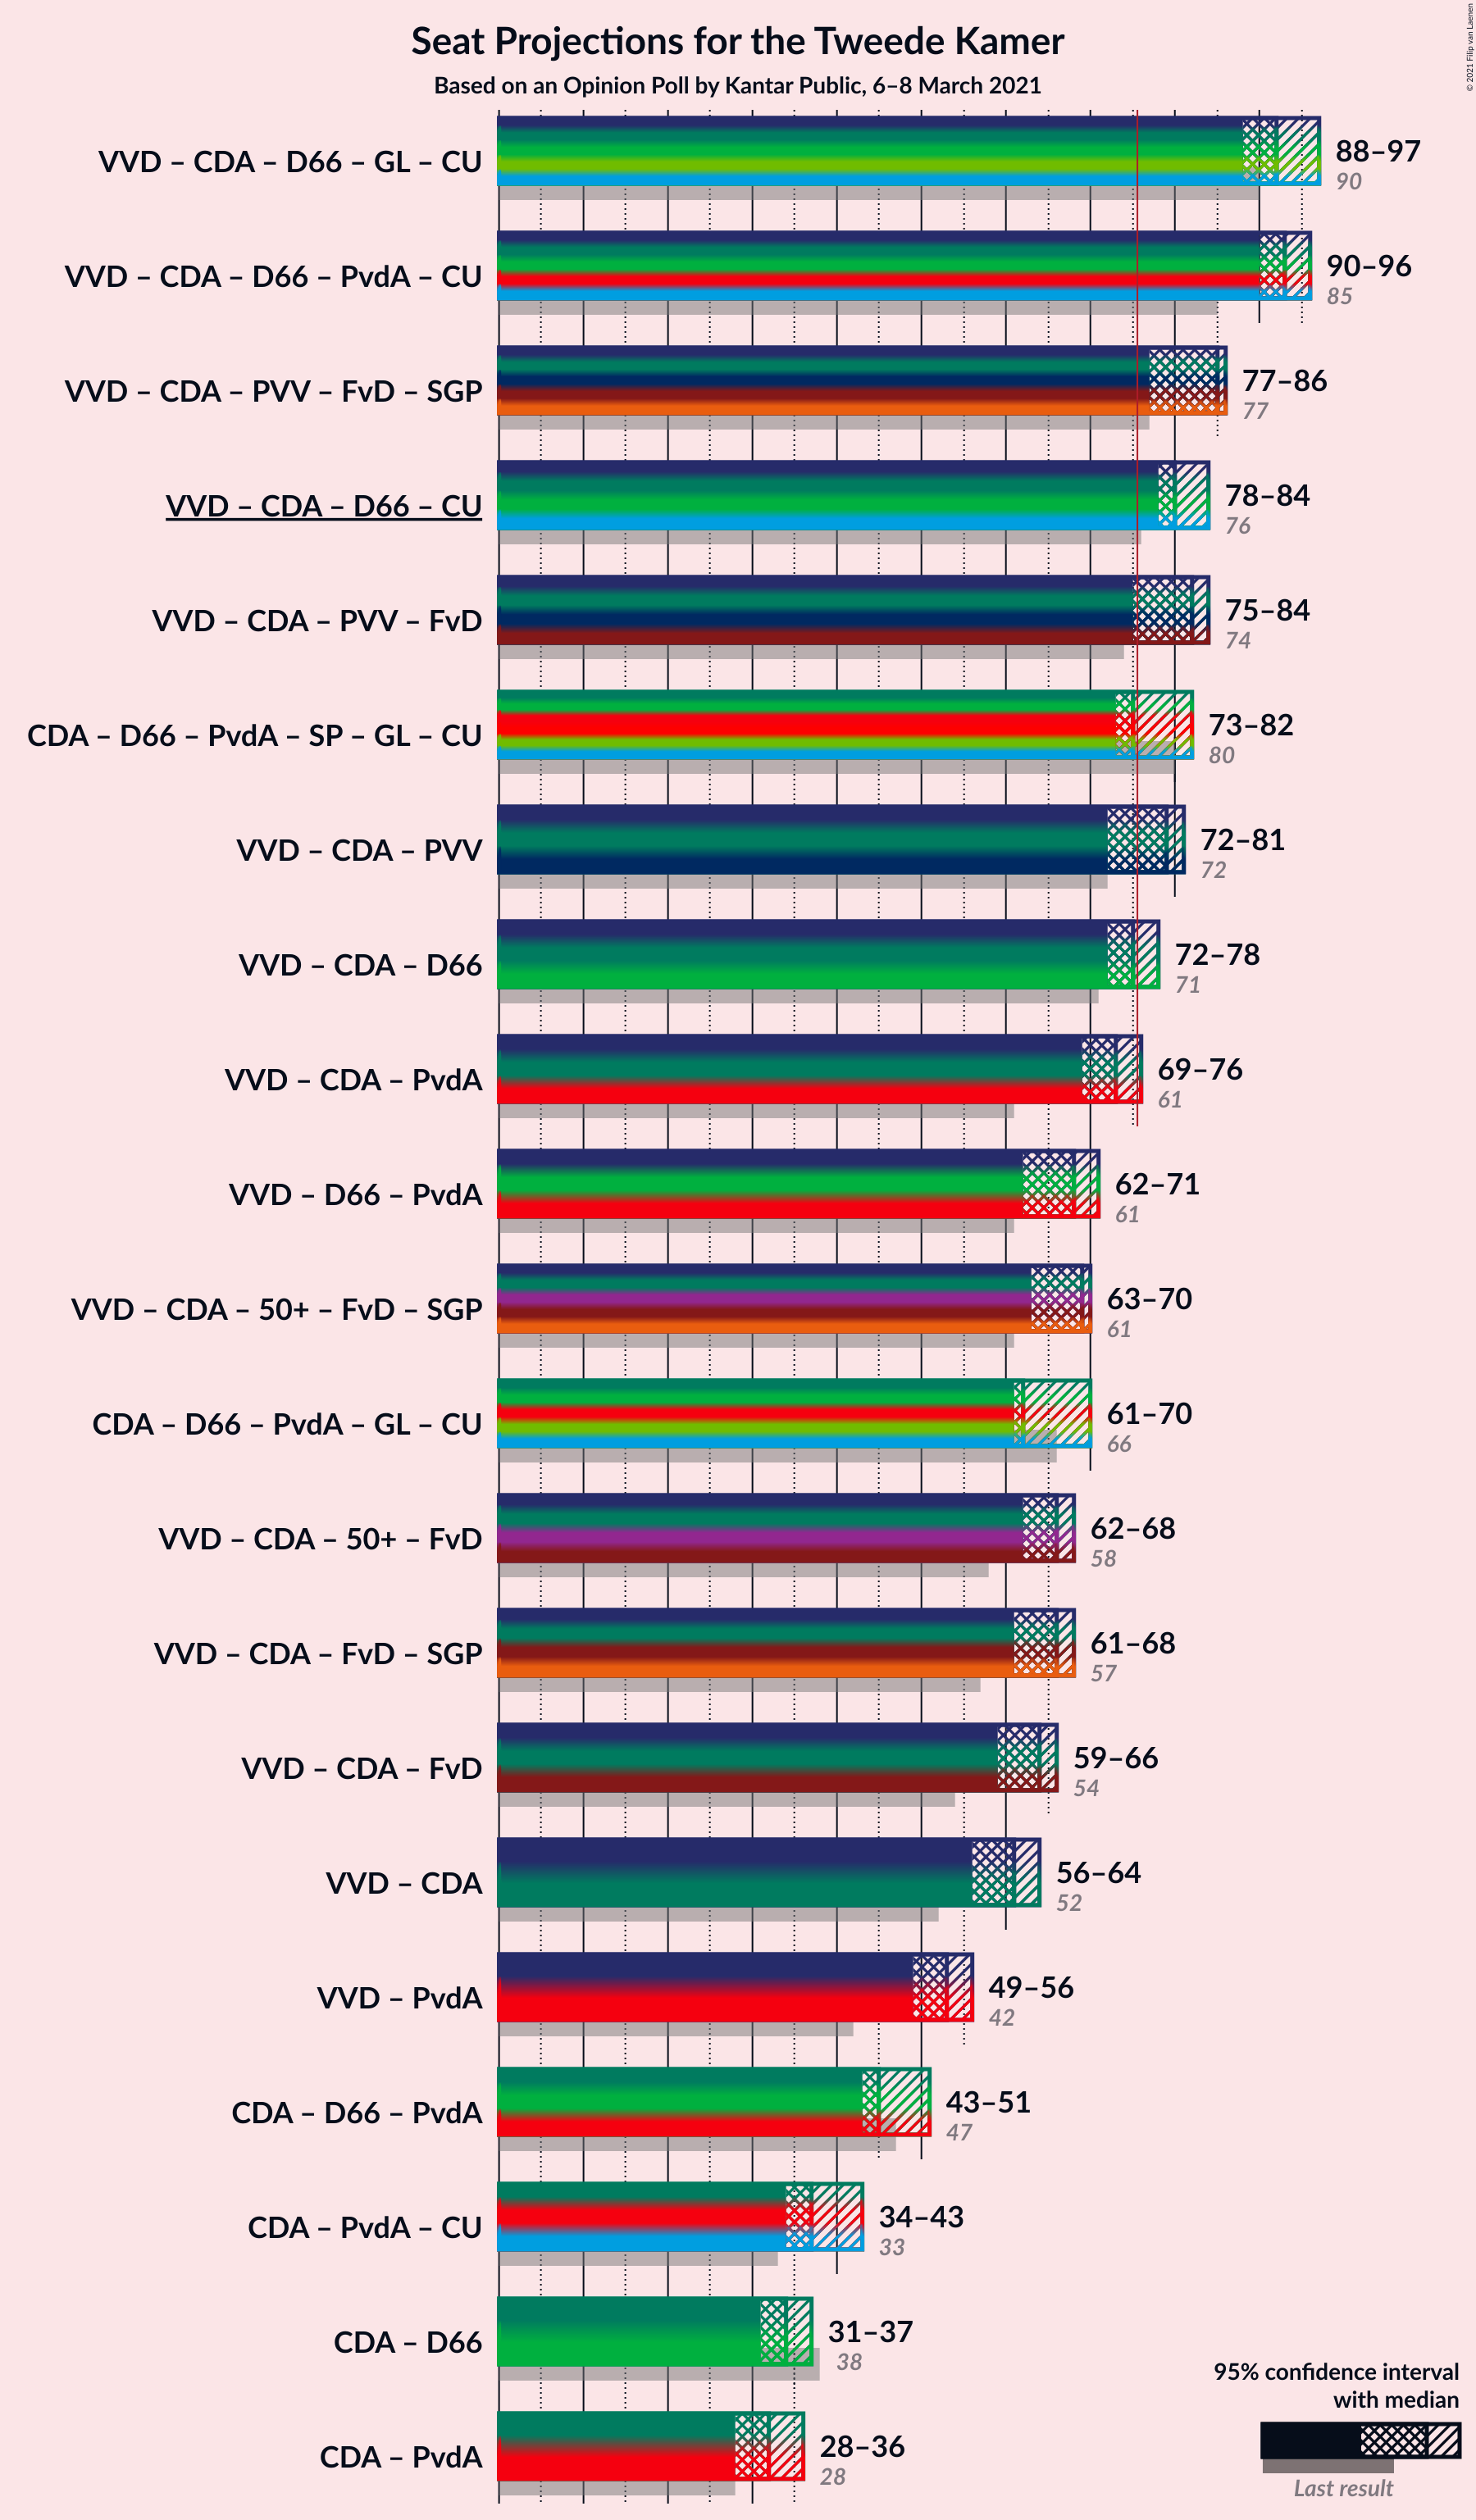 © 2021 Filip van Laenen
Seat Projections for the Tweede Kamer
Based on an Opinion Poll by Kantar Public, 6–8 March 2021
VVD – CDA – D66 – GL – CU
88–97
90
VVD – CDA – D66 – PvdA – CU
90–96
85
VVD – CDA – PVV – FvD – SGP
77–86
77
VVD – CDA – D66 – CU
78–84
76
VVD – CDA – PVV – FvD
75–84
74
CDA – D66 – PvdA – SP – GL – CU
73–82
80
VVD – CDA – PVV
72–81
72
VVD – CDA – D66
72–78
71
VVD – CDA – PvdA
69–76
61
VVD – D66 – PvdA
62–71
61
VVD – CDA – 50+ – FvD – SGP
63–70
61
CDA – D66 – PvdA – GL – CU
61–70
66
VVD – CDA – 50+ – FvD
62–68
58
VVD – CDA – FvD – SGP
61–68
57
VVD – CDA – FvD
59–66
54
VVD – CDA
56–64
52
VVD – PvdA
49–56
42
CDA – D66 – PvdA
43–51
47
CDA – PvdA – CU
34–43
33
CDA – D66
31–37
38
CDA – PvdA
28–36
28
95% confidence interval
with median
Last result